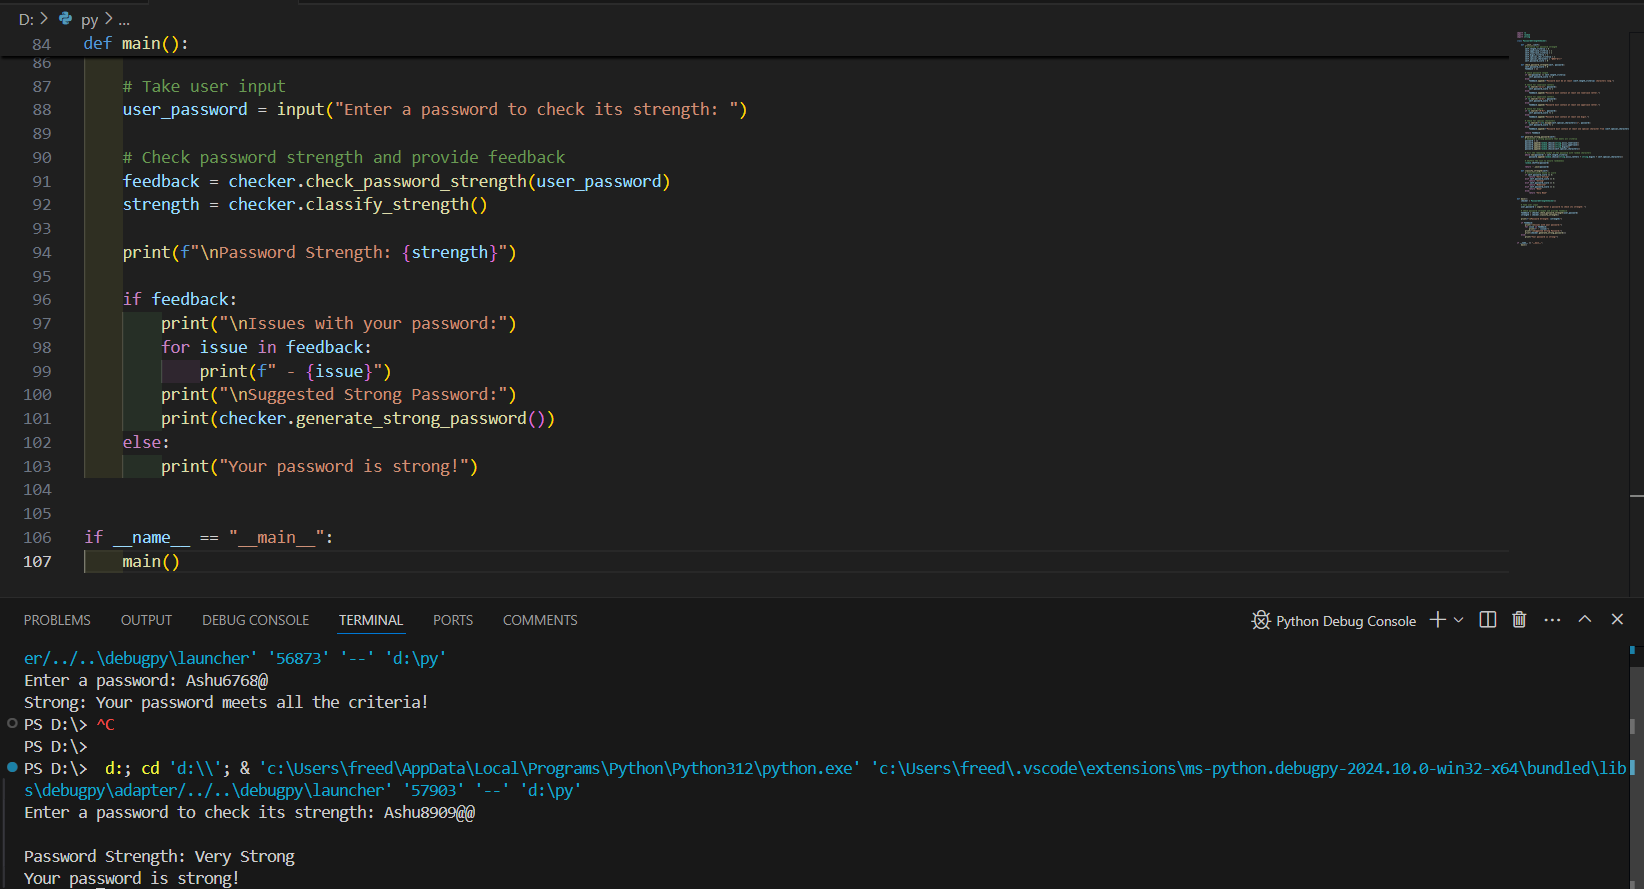 D: > py > ...
84 def main():
86
87 # Take user input
88 user_password = input("Enter a password to check its strength: ")
89
90 # Check password strength and provide feedback
91 feedback = checker.check_password_strength(user_password)
92 strength = checker.classify_strength()
93
94 print(f"\nPassword Strength: {strength}")
95
96 if feedback:
97 print("\nIssues with your password:")
98 for issue in feedback:
99 print(f" - {issue}")
100 print("\nSuggested Strong Password:")
101 print(checker.generate_strong_password())
102 else:
103 print("Your password is strong!")
104
105
106 if __name__ == "__main__":
107 main()
PROBLEMS OUTPUT DEBUG CONSOLE TERMINAL PORTS COMMENTS Python Debug Console
er/../..\debugpy\launcher' '56873' '--' 'd:\py'
Enter a password: Ashu6768@
Strong: Your password meets all the criteria!
PS D:\> ^C
PS D:\>
PS D:\> d:; cd 'd:\\'; & 'c:\Users\freed\AppData\Local\Programs\Python\Python312\python.exe' 'c:\Users\freed\.vscode\extensions\ms-python.debugpy-2024.10.0-win32-x64\bundled\lib
s\debugpy\adapter/../..\debugpy\launcher' '57903' '--' 'd:\py'
Enter a password to check its strength: Ashu8909@@
Password Strength: Very Strong
Your password is strong!